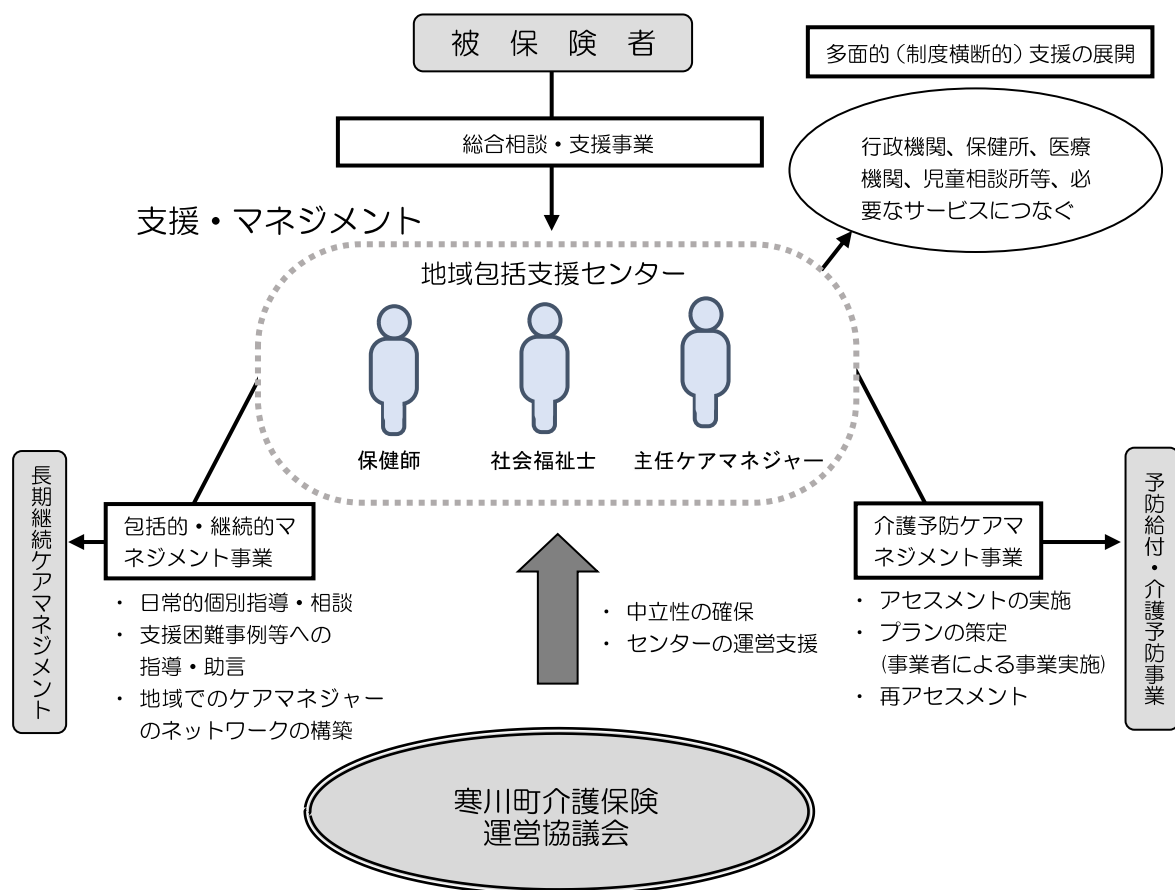 被保険者
多面的（制度横断的）支援の展開
総合相談・支援事業
行政機関、保健所、医療
機関、児童相談所等、必
要なサービスにつなぐ
支援・マネジメント
地域包括支援センター
保健師
社会福祉士
主任ケアマネジャー
長期継続ケアマネジメント
包括的・継続的マ
ネジメント事業
・ 日常的個別指導・相談
・ 支援困難事例等への
指導・助言
・ 地域でのケアマネジャー
のネットワークの構築
・ 中立性の確保
・ センター等の運営支援
介護予防ケアマ
ネジメント事業
・ アセスメントの実施
・ プランの策定
(事業者による事業実施)
・ 再アセスメント
予防給付・介護予防事業
寒川町介護保険
運営協議会